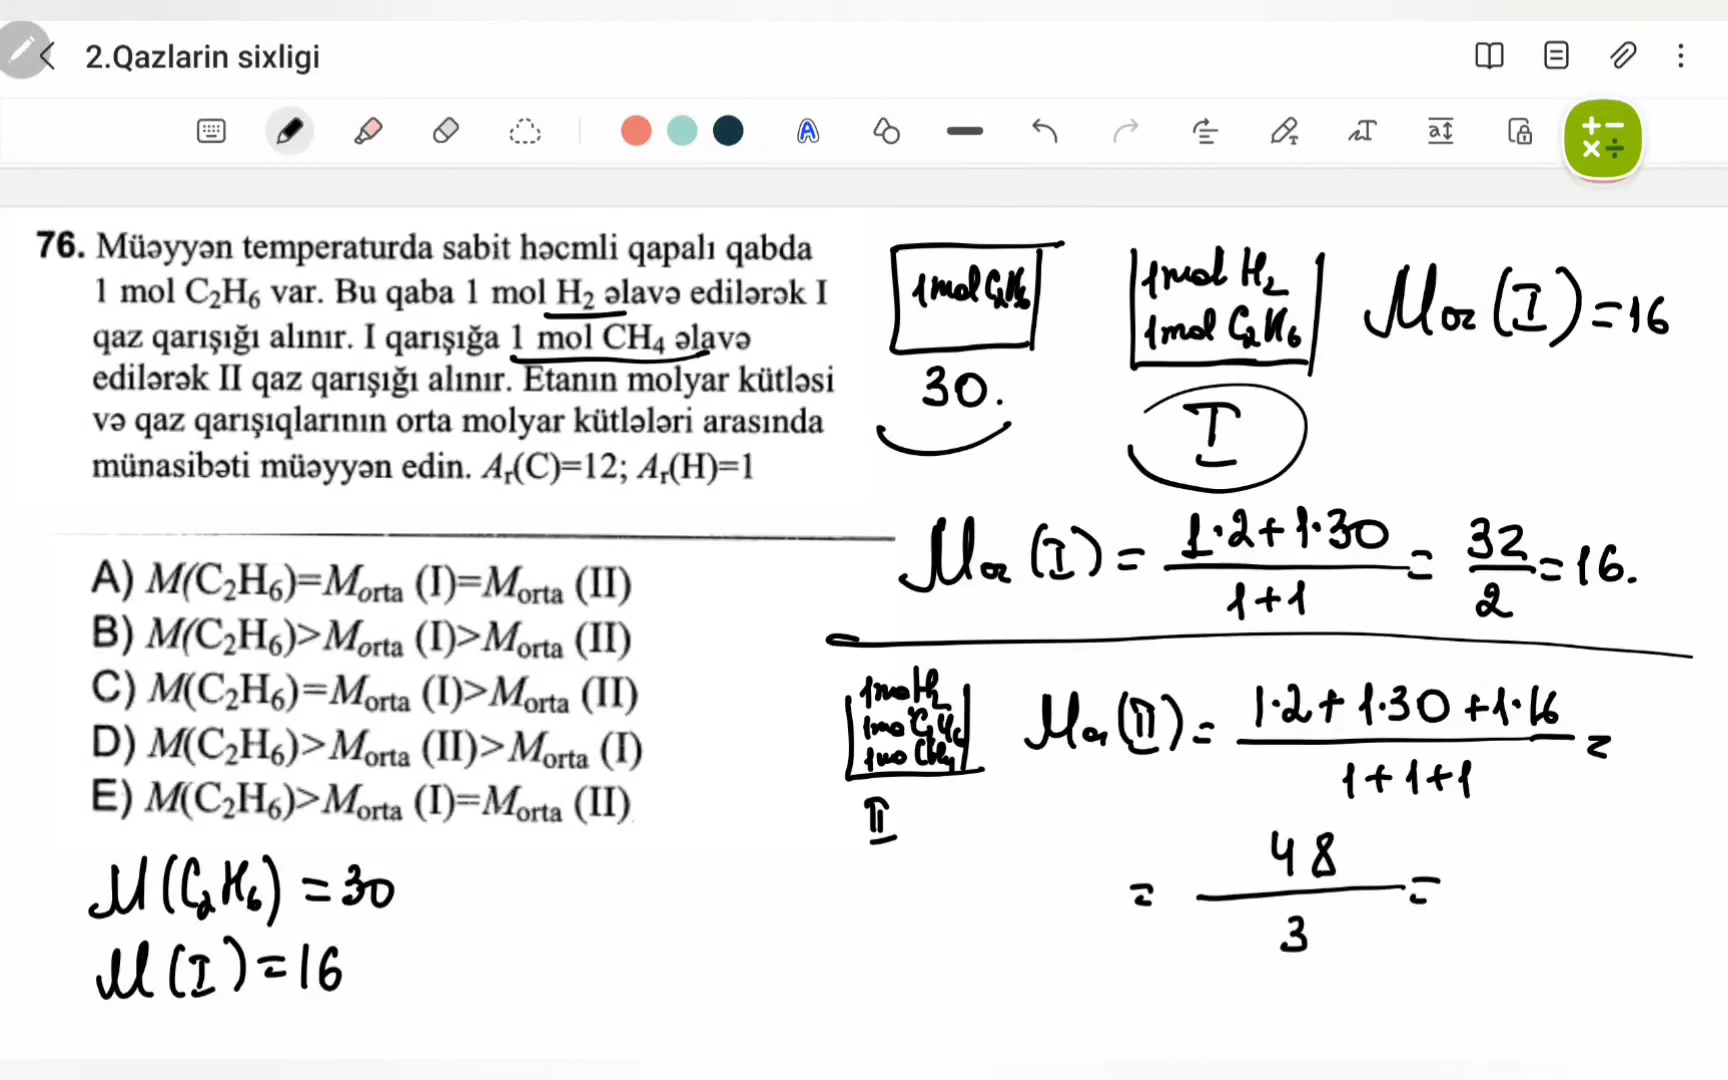 2.Qazlarin sixligi
76. Müəyyən temperaturda sabit həcmli qapalı qabda
1 mol C₂H₆ var. Bu qaba 1 mol H₂ əlavə edilərək I
qaz qarışığı alınır. I qarışığa 1 mol CH₄ əlavə
edilərək II qaz qarışığı alınır. Etanın molyar kütləsi
və qaz qarışıqlarının orta molyar kütlələri arasında
münasibəti müəyyən edin. Aᵣ(C)=12; Aᵣ(H)=1
A) M(C₂H₆)=Morta (I)=Morta (II)
B) M(C₂H₆)>Morta (I)>Morta (II)
C) M(C₂H₆)=Morta (I)>Morta (II)
D) M(C₂H₆)>Morta (II)>Morta (I)
E) M(C₂H₆)>Morta (I)=Morta (II)
M(C₂H₆)=30
M(I)=16
1mol C₂H₆
30.
1mol H₂
1mol C₂H₆
I
Mor(I)=16
Mor(I)=
1·2+1·30
1+1
=
32
2
=16.
1mol H₂
1mol C₂H₆
1mol CH₄
II
Mor(II)=
1·2+1·30+1·16
1+1+1
=
=
48
3
=